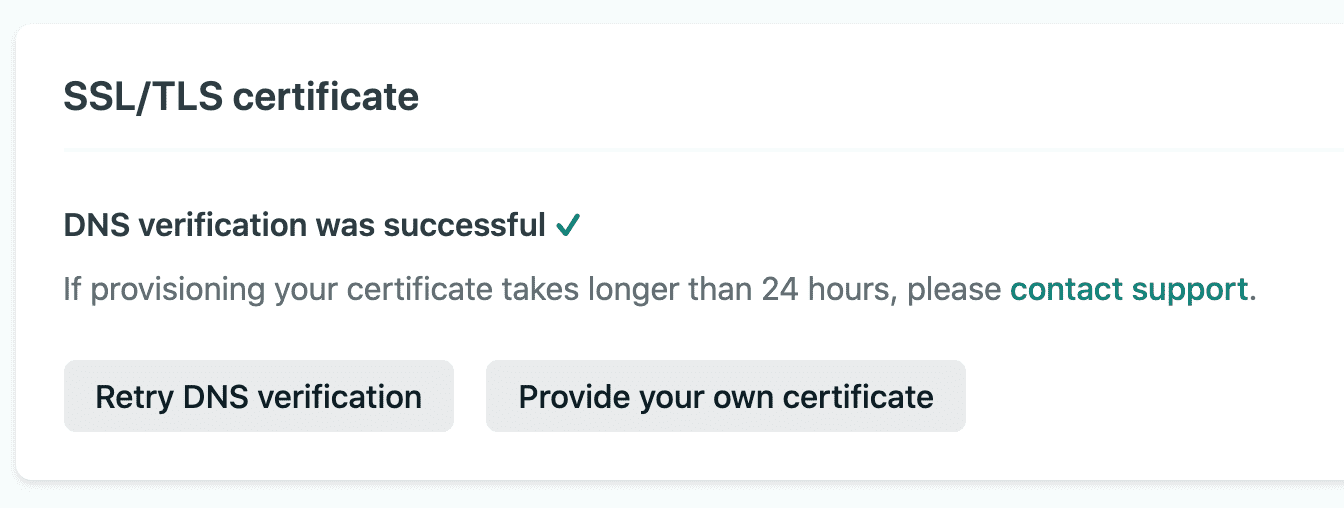 SSL/TLS certificate
DNS verification was successful ✓
If provisioning your certificate takes longer than 24 hours, please contact support.
Retry DNS verification
Provide your own certificate